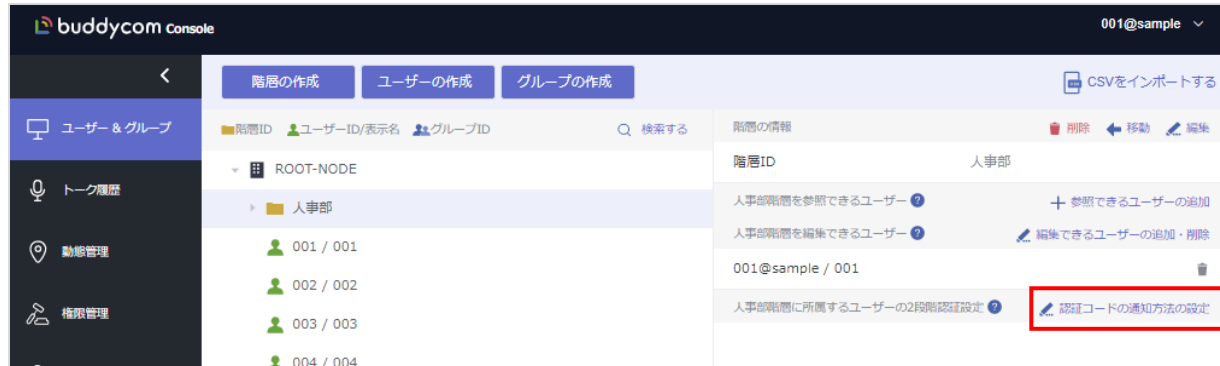 buddycom Console
001@sample
階層の作成 ユーザーの作成 グループの作成 CSVをインポートする
ユーザー & グループ
階層ID ユーザーID/表示名 グループID 検索する
階層の情報 削除 移動 編集
ROOT-NODE
階層ID 人事部
人事部
人事部階層を参照できるユーザー ? 参照できるユーザーの追加
トーク履歴
001 / 001
人事部階層を編集できるユーザー ? 編集できるユーザーの追加・削除
動態管理
002 / 002
001@sample / 001
権限管理
003 / 003
人事部階層に所属するユーザーの2段階認証設定 ? 認証コードの通知方法の設定
004 / 004